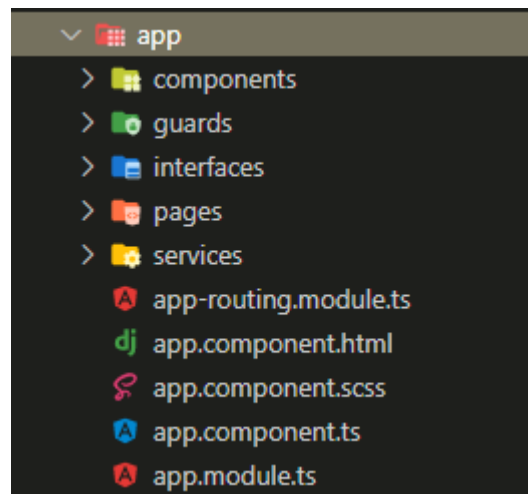 app
components
guards
interfaces
pages
services
app-routing.module.ts
dj app.component.html
app.component.scss
app.component.ts
app.module.ts